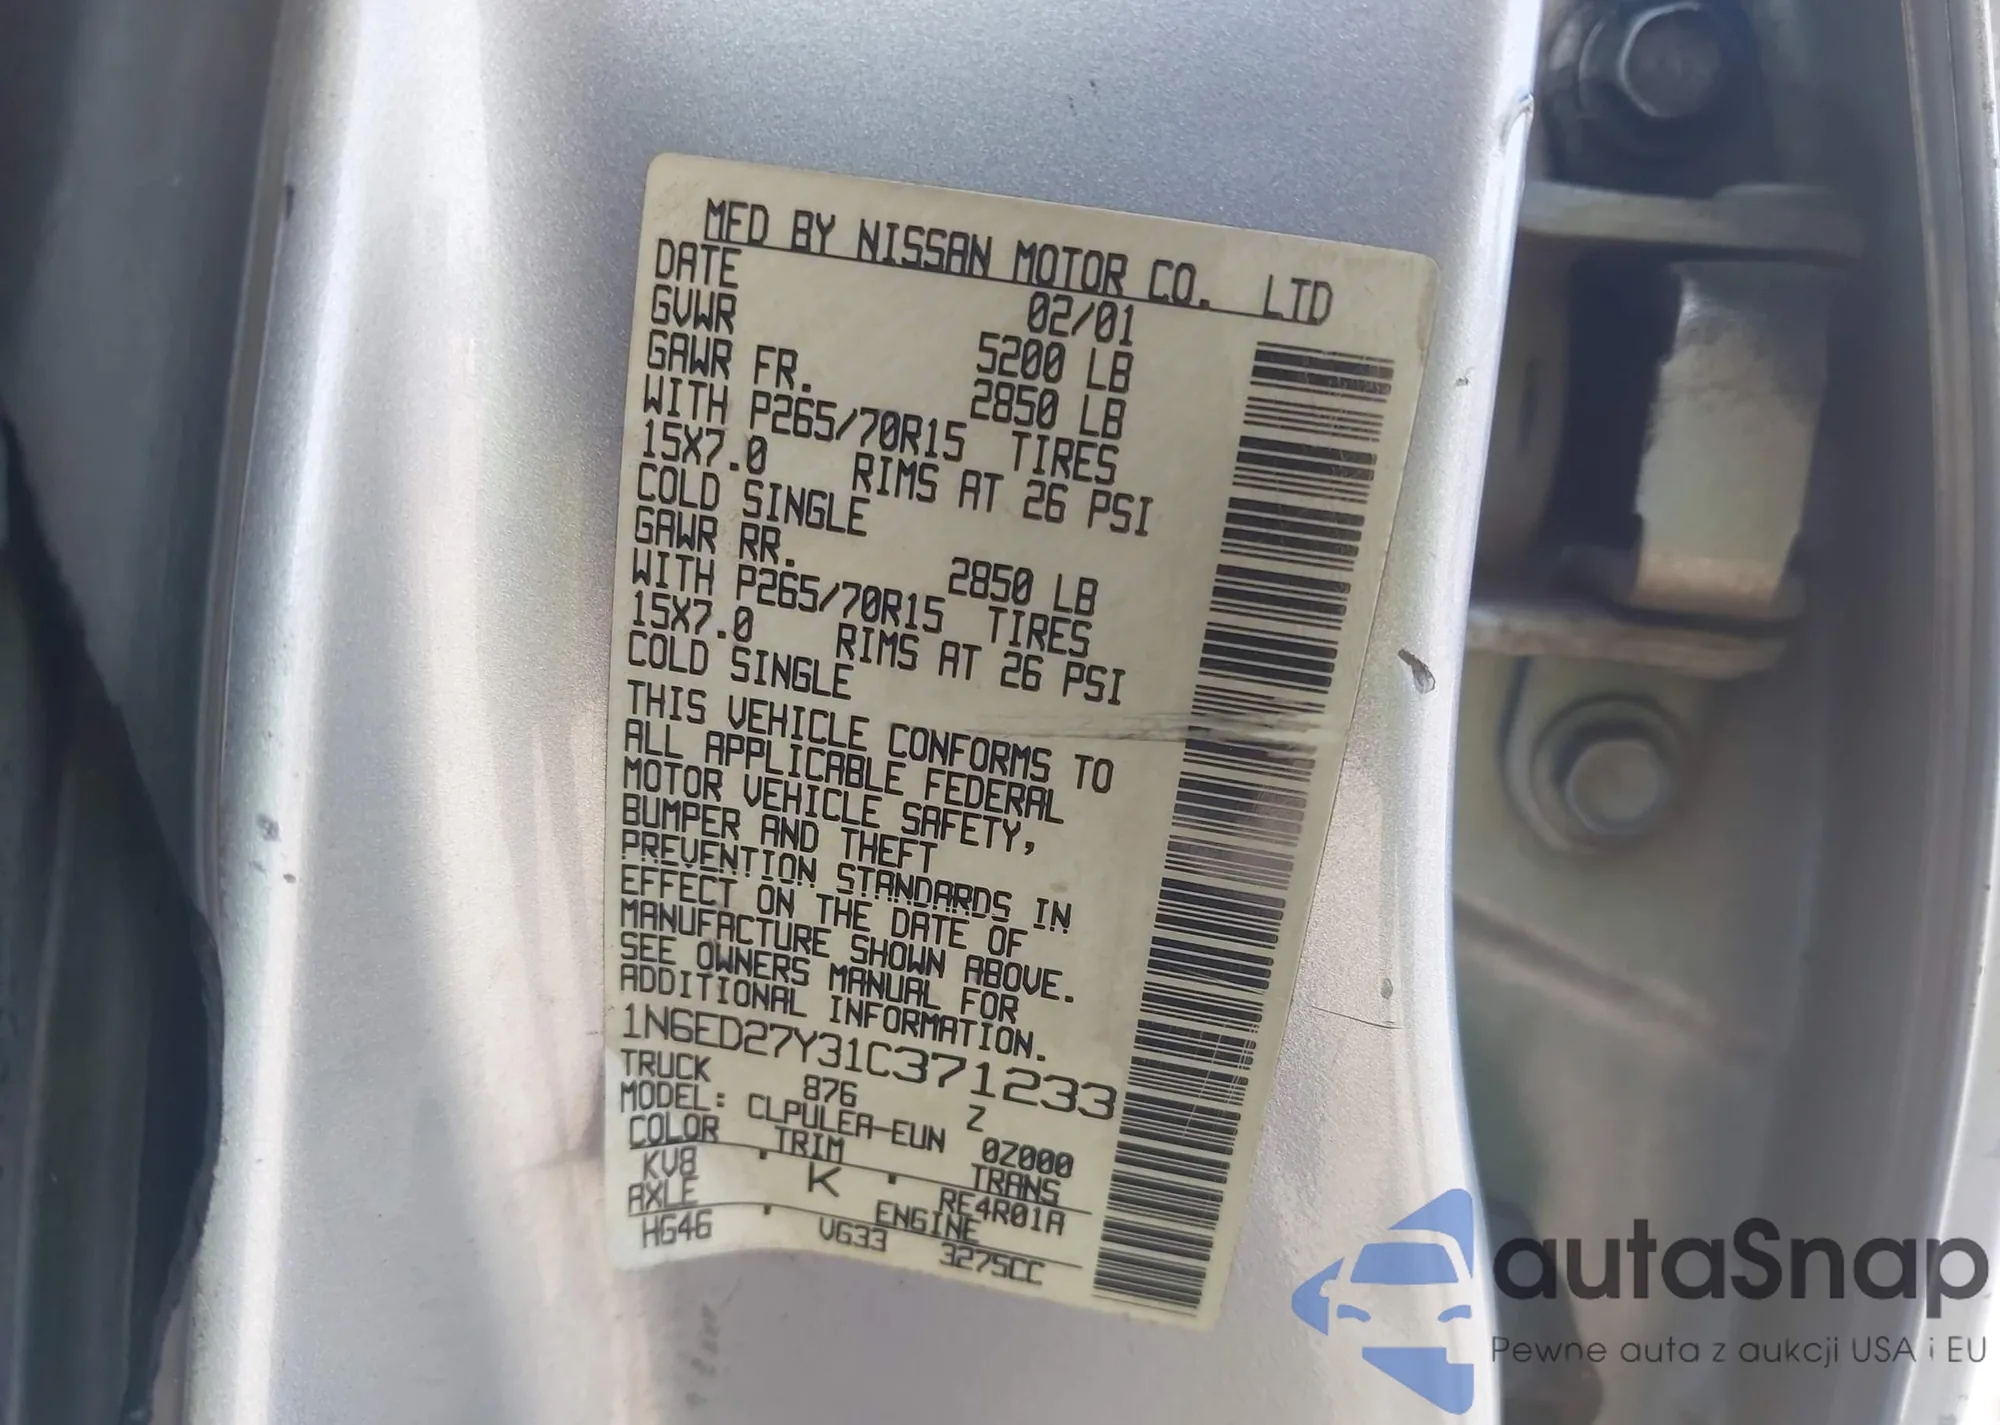 MFD BY NISSAN MOTOR CO. LTD
DATE 02/01
GVWR 5200 LB
GAWR FR. 2850 LB
WITH P265/70R15 TIRES
15X7.0 RIMS AT 26 PSI
COLD SINGLE
GAWR RR. 2850 LB
WITH P265/70R15 TIRES
15X7.0 RIMS AT 26 PSI
COLD SINGLE
THIS VEHICLE CONFORMS TO
ALL APPLICABLE FEDERAL
MOTOR VEHICLE SAFETY,
BUMPER AND THEFT
PREVENTION STANDARDS IN
EFFECT ON THE DATE OF
MANUFACTURE SHOWN ABOVE.
SEE OWNERS MANUAL FOR
ADDITIONAL INFORMATION.
1N6ED27Y31C371233
TRUCK 876 Z
MODEL: CLPULEA-EUN 0Z000
COLOR TRIM TRANS
KV8 K RE4R01A
AXLE ENGINE
HG46 VG33 3275CC
autaSnap
Pewne auta z aukcji USA i EU